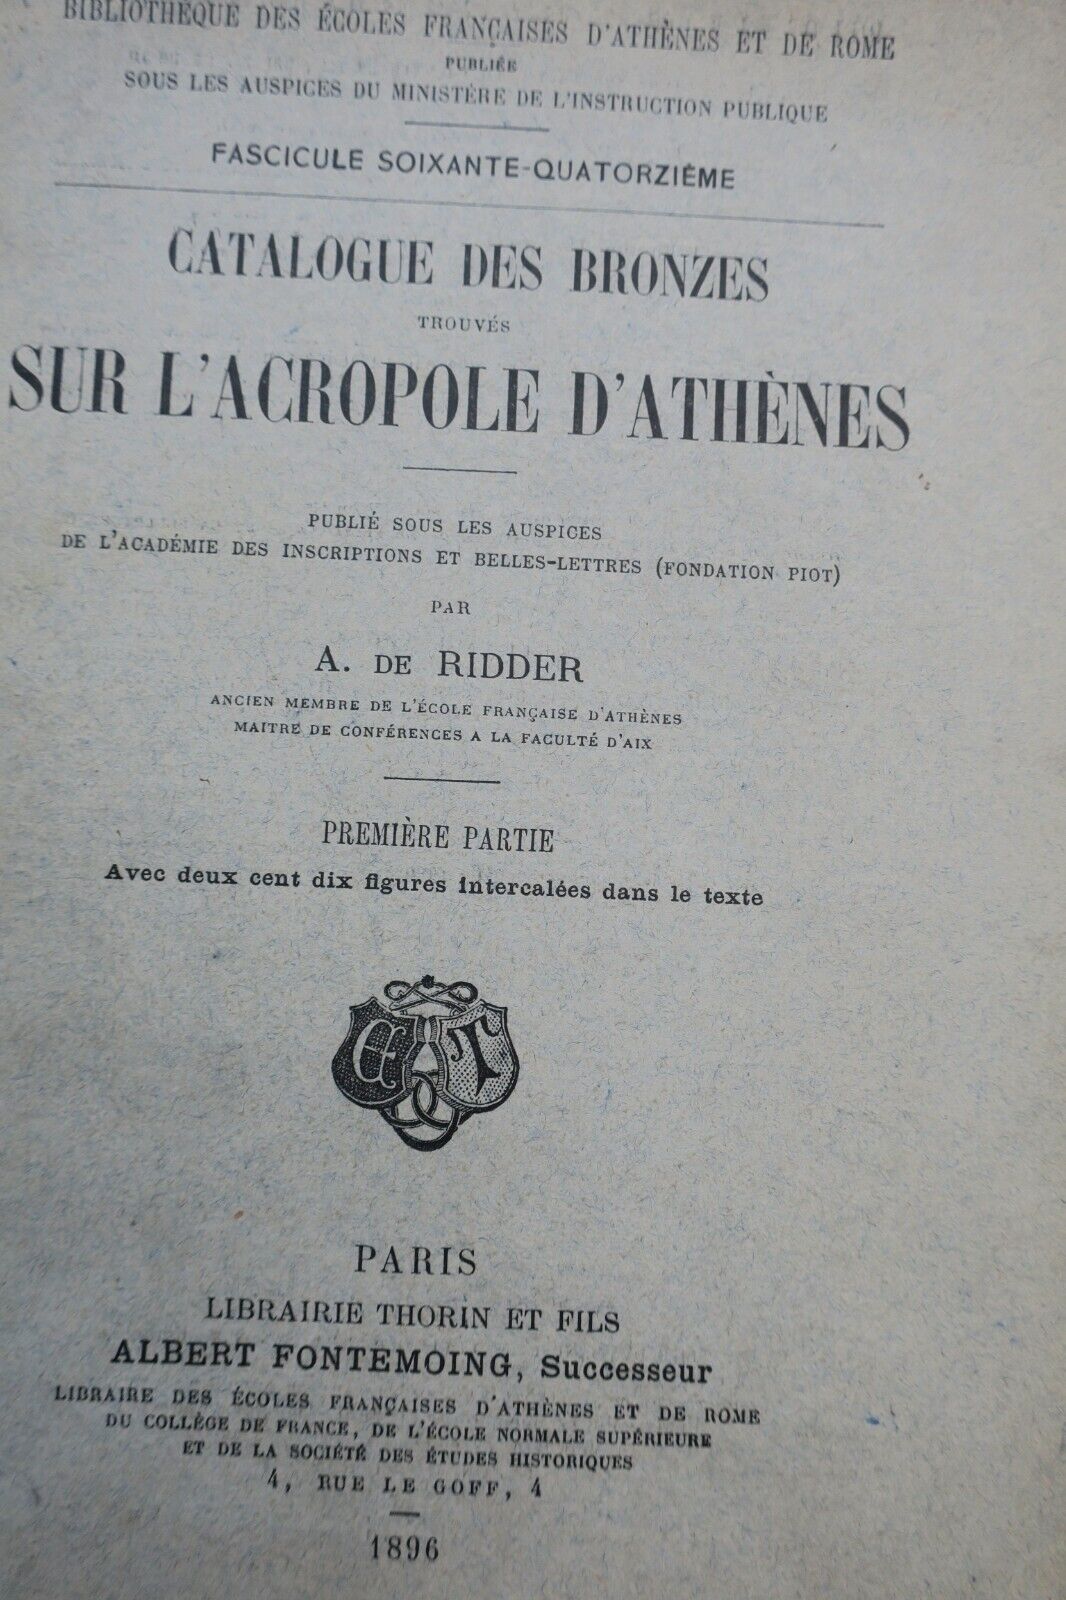 BIBLIOTHÈQUE DES ÉCOLES FRANÇAISES D'ATHÈNES ET DE ROME
PUBLIÉE
SOUS LES AUSPICES DU MINISTÈRE DE L'INSTRUCTION PUBLIQUE
FASCICULE SOIXANTE-QUATORZIÈME
CATALOGUE DES BRONZES
TROUVÉS
SUR L'ACROPOLE D'ATHÈNES
PUBLIÉ SOUS LES AUSPICES
DE L'ACADÉMIE DES INSCRIPTIONS ET BELLES-LETTRES (FONDATION PIOT)
PAR
A. DE RIDDER
ANCIEN MEMBRE DE L'ÉCOLE FRANÇAISE D'ATHÈNES
MAITRE DE CONFÉRENCES A LA FACULTÉ D'AIX
PREMIÈRE PARTIE
Avec deux cent dix figures intercalées dans le texte
E T
PARIS
LIBRAIRIE THORIN ET FILS
ALBERT FONTEMOING, Successeur
LIBRAIRE DES ÉCOLES FRANÇAISES D'ATHÈNES ET DE ROME
DU COLLÈGE DE FRANCE, DE L'ÉCOLE NORMALE SUPÉRIEURE
ET DE LA SOCIÉTÉ DES ÉTUDES HISTORIQUES
4, RUE LE GOFF, 4
1896